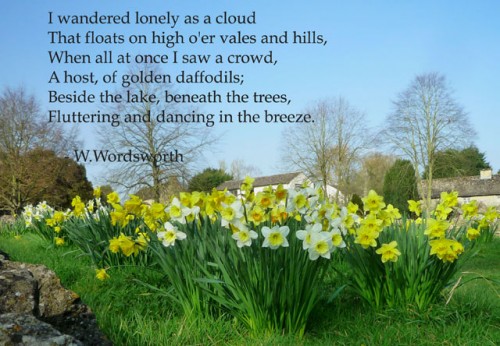 I wandered lonely as a cloud
That floats on high o'er vales and hills,
When all at once I saw a crowd,
A host, of golden daffodils;
Beside the lake, beneath the trees,
Fluttering and dancing in the breeze.
W.Wordsworth